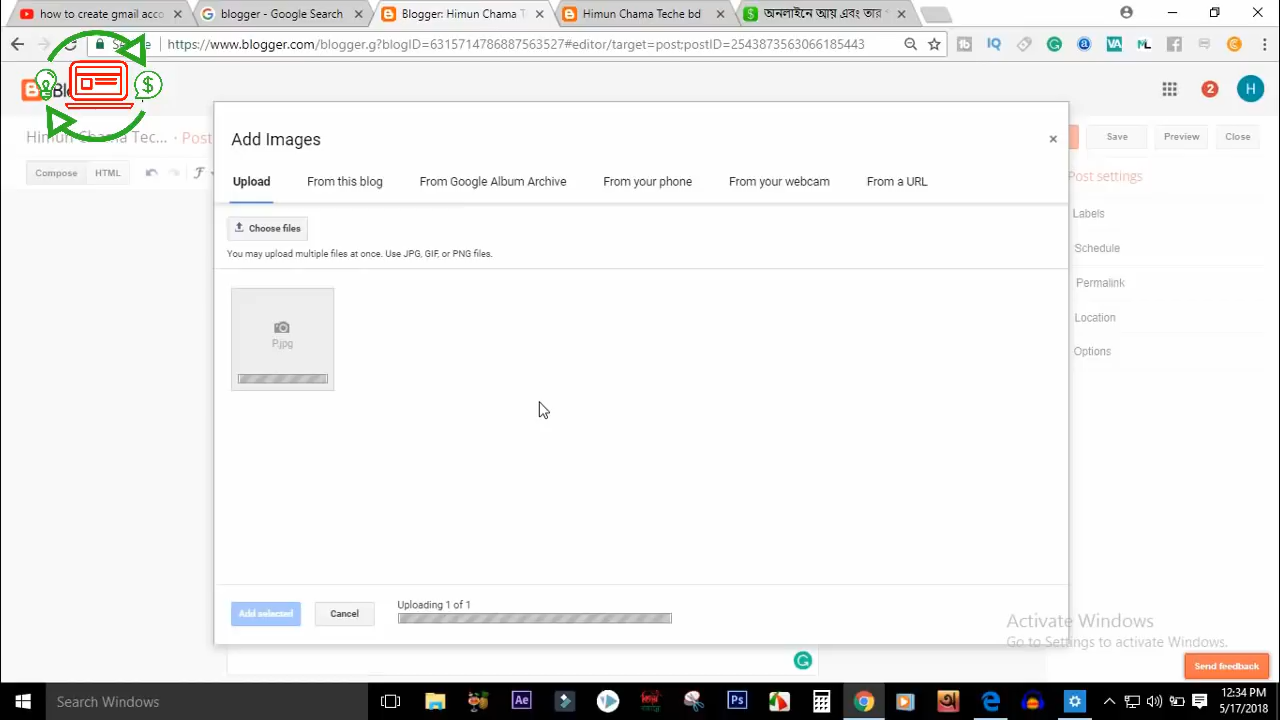 how to create gmail acco
blogger - Google Search
Blogger: Himun Chama T
Himun Chama Teche bd
অনলাইনে আয় এবং তার
https://www.blogger.com/blogger.g?blogID=6315714786887563527#editor/target=post;postID=2543873563062655443
2
H
Himun Chama Tec... · Post
Save
Preview
Close
Compose
HTML
Add Images
Upload
From this blog
From Google Album Archive
From your phone
From your webcam
From a URL
Choose files
You may upload multiple files at once. Use JPG, GIF, or PNG files.
P.jpg
Add selected
Cancel
Uploading 1 of 1
Post settings
Labels
Schedule
Permalink
Location
Options
Activate Windows
Go to Settings to activate Windows.
Send feedback
Search Windows
12:34 PM
5/17/2018